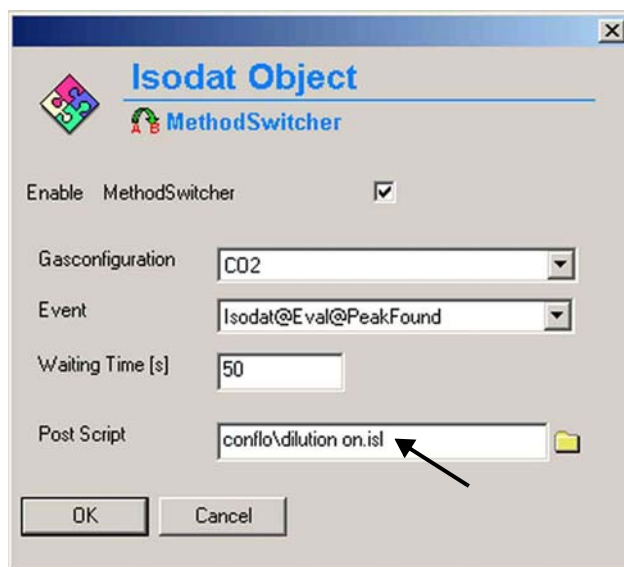 Isodat Object
A B MethodSwitcher
Enable MethodSwitcher
Gasconfiguration CO2
Event Isodat@Eval@PeakFound
Waiting Time [s] 50
Post Script conflo\dilution on.isl
OK Cancel